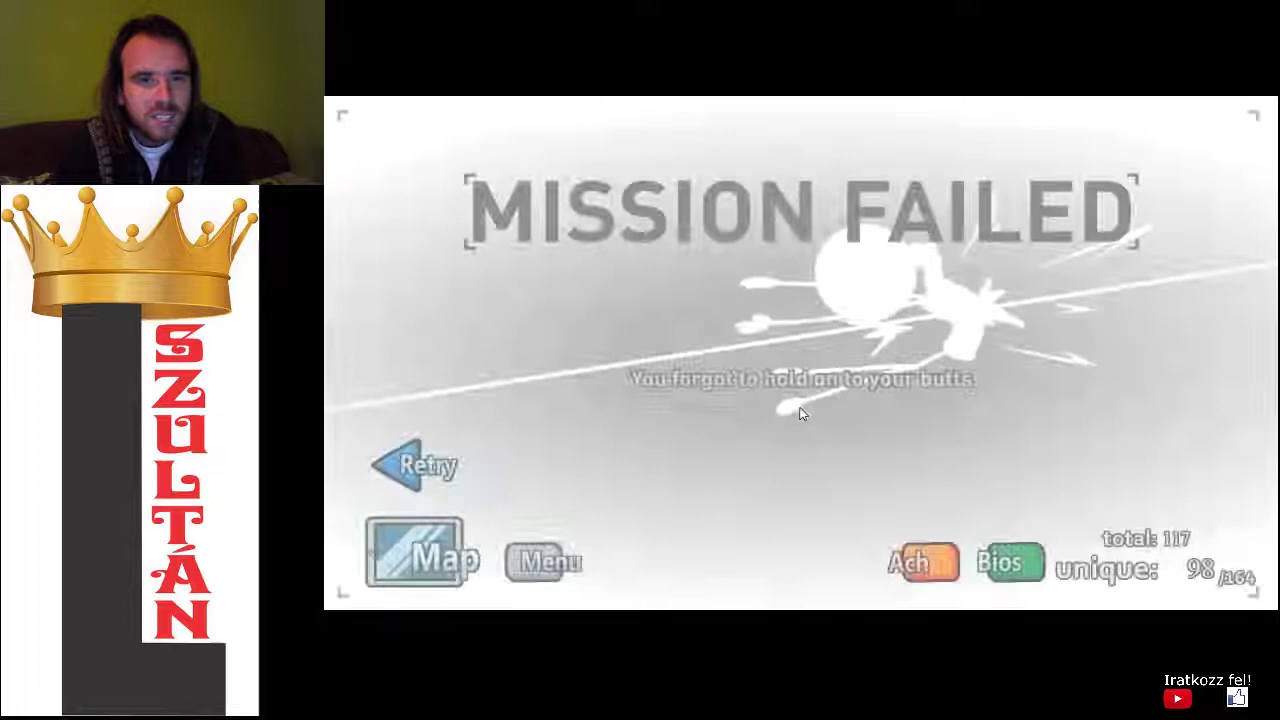 L
SZULTÁN
MISSION FAILED
You forgot to hold on to your butts.
Retry
Map
Menu
Ach
Bios
total: 117
unique: 98 /164
Iratkozz fel!